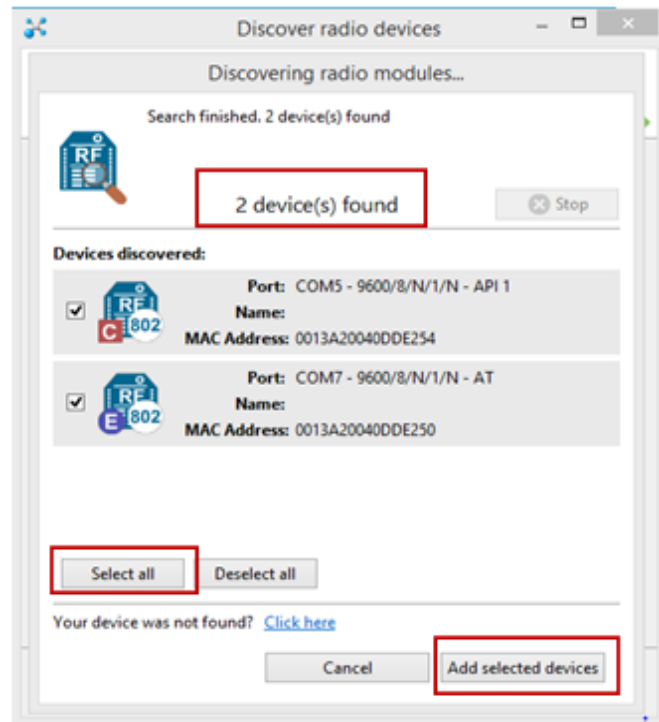 Discover radio devices
Discovering radio modules...
Search finished. 2 device(s) found
RF
2 device(s) found
Stop
Devices discovered:
RF
C 802
Port: COM5 - 9600/8/N/1/N - API 1
Name:
MAC Address: 0013A20040DDE254
RF
E 802
Port: COM7 - 9600/8/N/1/N - AT
Name:
MAC Address: 0013A20040DDE250
Select all Deselect all
Your device was not found? Click here
Cancel Add selected devices